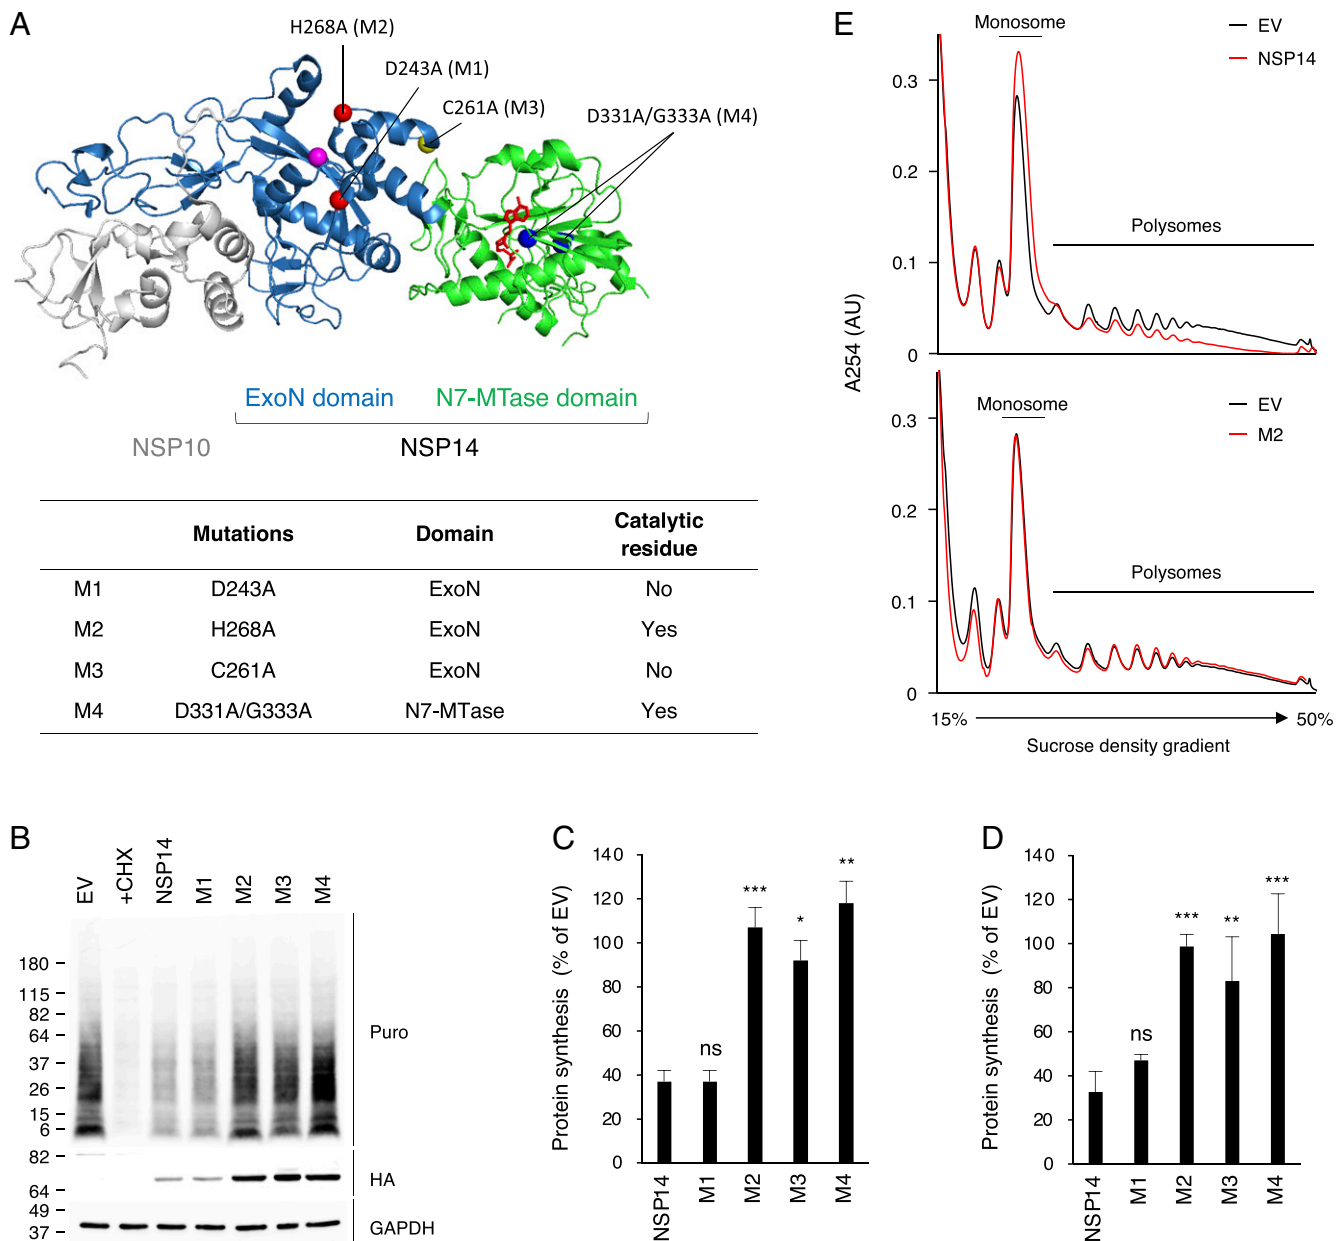 A
H268A (M2)
D243A (M1)
C261A (M3)
D331A/G333A (M4)
ExoN domain
N7-MTase domain
NSP10
NSP14
Mutations Domain Catalytic residue
M1 D243A ExoN No
M2 H268A ExoN Yes
M3 C261A ExoN No
M4 D331A/G333A N7-MTase Yes
E
Monosome
EV
NSP14
Polysomes
0.3
0.2
0.1
0
A254 (AU)
Monosome
EV
M2
Polysomes
0.3
0.2
0.1
0
15% 50%
Sucrose density gradient
B
EV +CHX NSP14 M1 M2 M3 M4
180
115
82
64
37
26
15
6
Puro
82
64
HA
49
37
GAPDH
C
Protein synthesis (% of EV)
140
120
100
80
60
40
20
0
ns
***
*
**
NSP14 M1 M2 M3 M4
D
Protein synthesis (% of EV)
140
120
100
80
60
40
20
0
ns
***
**
***
NSP14 M1 M2 M3 M4